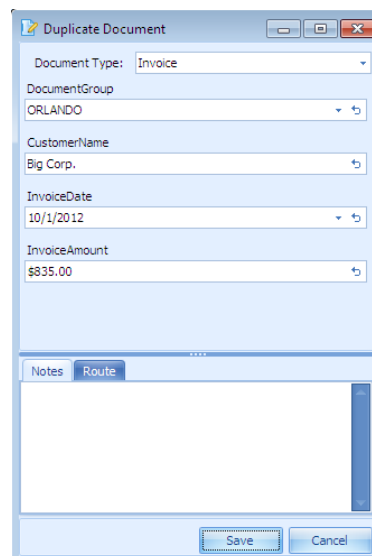 Duplicate Document
Document Type: Invoice
DocumentGroup
ORLANDO
CustomerName
Big Corp.
InvoiceDate
10/1/2012
InvoiceAmount
$835.00
Notes Route
Save Cancel